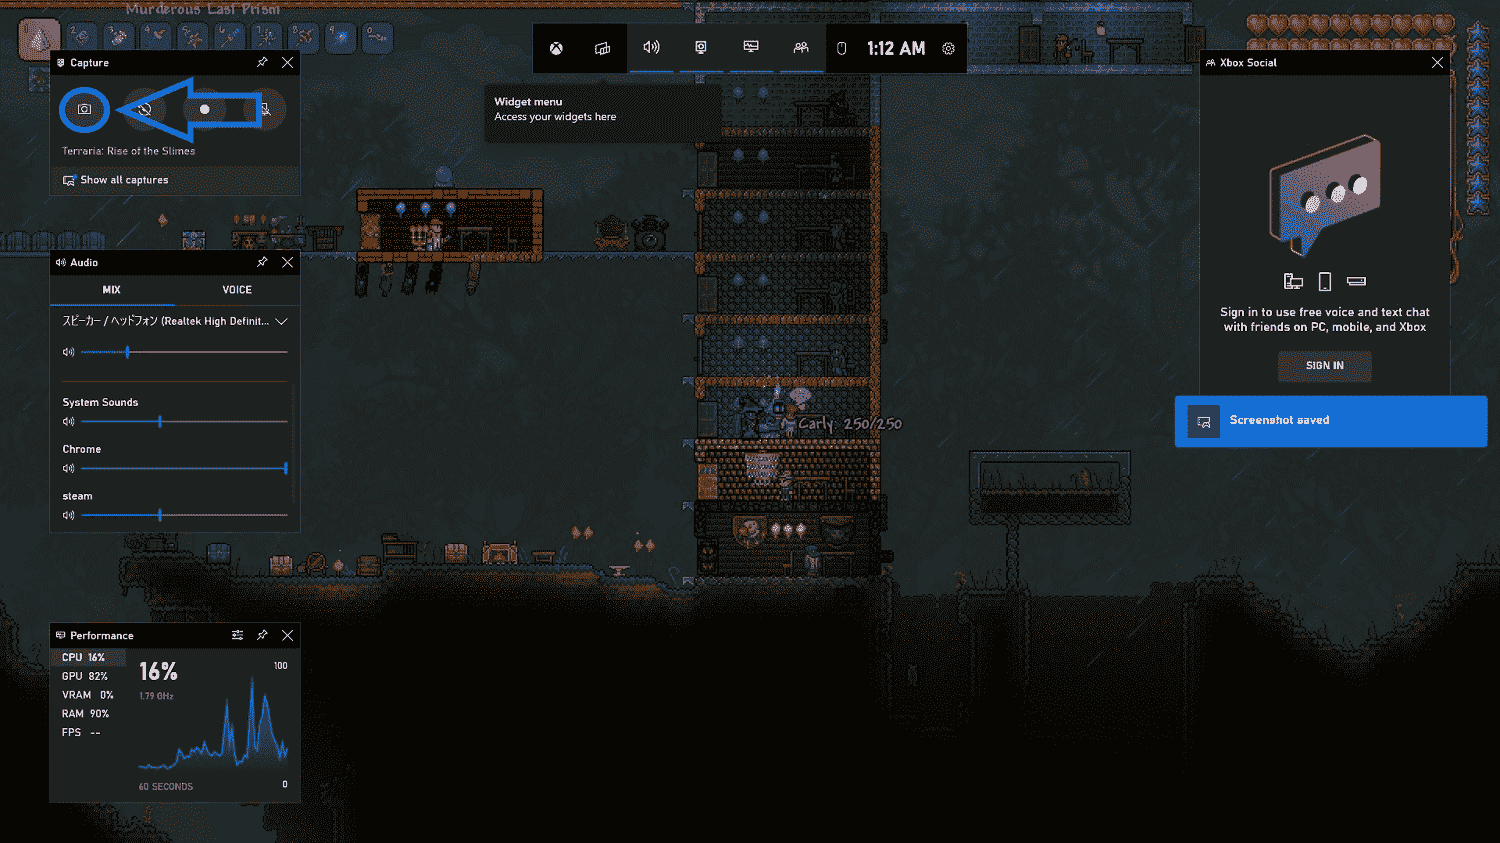 Murderous Last Prism
Capture
Terraria: Rise of the Slimes
Show all captures
1:12 AM
Widget menu
Access your widgets here
Xbox Social
Sign in to use free voice and text chat
with friends on PC, mobile, and Xbox
SIGN IN
Screenshot saved
Audio
MIX
VOICE
スピーカー / ヘッドフォン (Realtek High Definit...
System Sounds
Chrome
steam
Carly: 250/250
Performance
CPU 16%
GPU 82%
VRAM 0%
RAM 90%
FPS --
16%
1.79 GHz
100
60 SECONDS
0